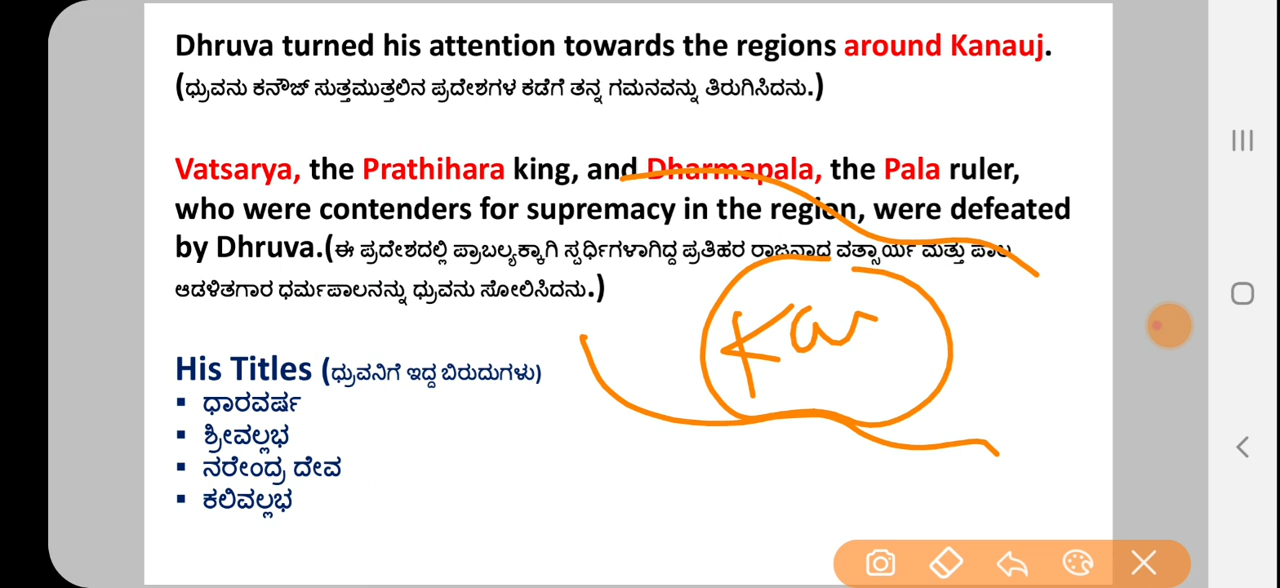 Dhruva turned his attention towards the regions around Kanauj.
(ಧ್ರುವನು ಕನೌಜ್ ಸುತ್ತಮುತ್ತಲಿನ ಪ್ರದೇಶಗಳ ಕಡೆಗೆ ತನ್ನ ಗಮನವನ್ನು ತಿರುಗಿಸಿದನು.)
Vatsarya, the Prathihara king, and Dharmapala, the Pala ruler,
who were contenders for supremacy in the region, were defeated
by Dhruva.(ಈ ಪ್ರದೇಶದಲ್ಲಿ ಪ್ರಾಬಲ್ಯಕ್ಕಾಗಿ ಸ್ಪರ್ಧಿಗಳಾಗಿದ್ದ ಪ್ರತಿಹರ ರಾಜನಾದ ವತ್ಸಾರ್ಯ ಮತ್ತು ಪಾಲ
ಆಡಳಿತಗಾರ ಧರ್ಮಪಾಲನನ್ನು ಧ್ರುವನು ಸೋಲಿಸಿದನು.)
Kar
His Titles (ಧ್ರುವನಿಗೆ ಇದ್ದ ಬಿರುದುಗಳು)
▪ ಧಾರವರ್ಷ
▪ ಶ್ರೀವಲ್ಲಭ
▪ ನರೇಂದ್ರ ದೇವ
▪ ಕಲಿವಲ್ಲಭ